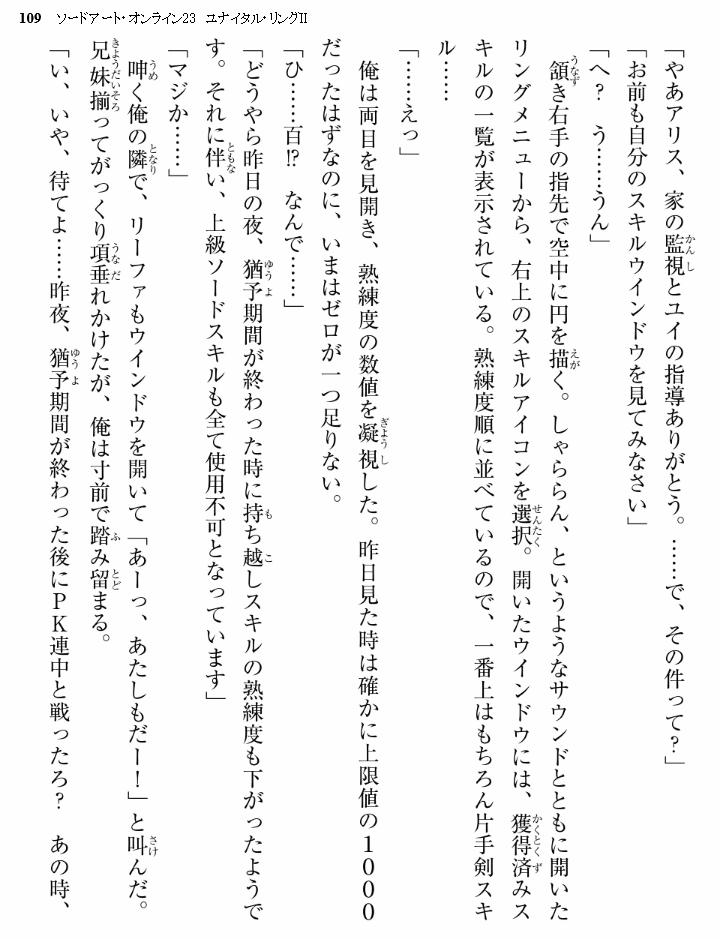 109 ソードアート・オンライン23 ユナイタル・リングⅡ
「やあアリス、家の監視とユイの指導ありがとう。……で、その件って?」
「お前も自分のスキルウインドウを見てみなさい」
「へ? う……うん」
頷き右手の指先で空中に円を描く。しゃららん、というようなサウンドとともに開いた
リングメニューから、右上のスキルアイコンを選択。開いたウインドウには、獲得済みス
キルの一覧が表示されている。熟練度順に並べているので、一番上はもちろん片手剣スキ
ル……
「……えっ」
俺は両目を見開き、熟練度の数値を凝視した。昨日見た時は確かに上限値の1000
だったはずなのに、いまはゼロが一つ足りない。
「ひ……百!? なんで……」
「どうやら昨日の夜、猶予期間が終わった時に持ち越しスキルの熟練度も下がったようで
す。それに伴い、上級ソードスキルも全て使用不可となっています」
「マジか……」
呻く俺の隣で、リーファもウインドウを開いて「あーっ、あたしもだー!」と叫んだ。
兄妹揃ってがっくり項垂れかけたが、俺は寸前で踏み留まる。
「い、いや、待てよ……昨夜、猶予期間が終わった後にPK連中と戦ったろ? あの時、